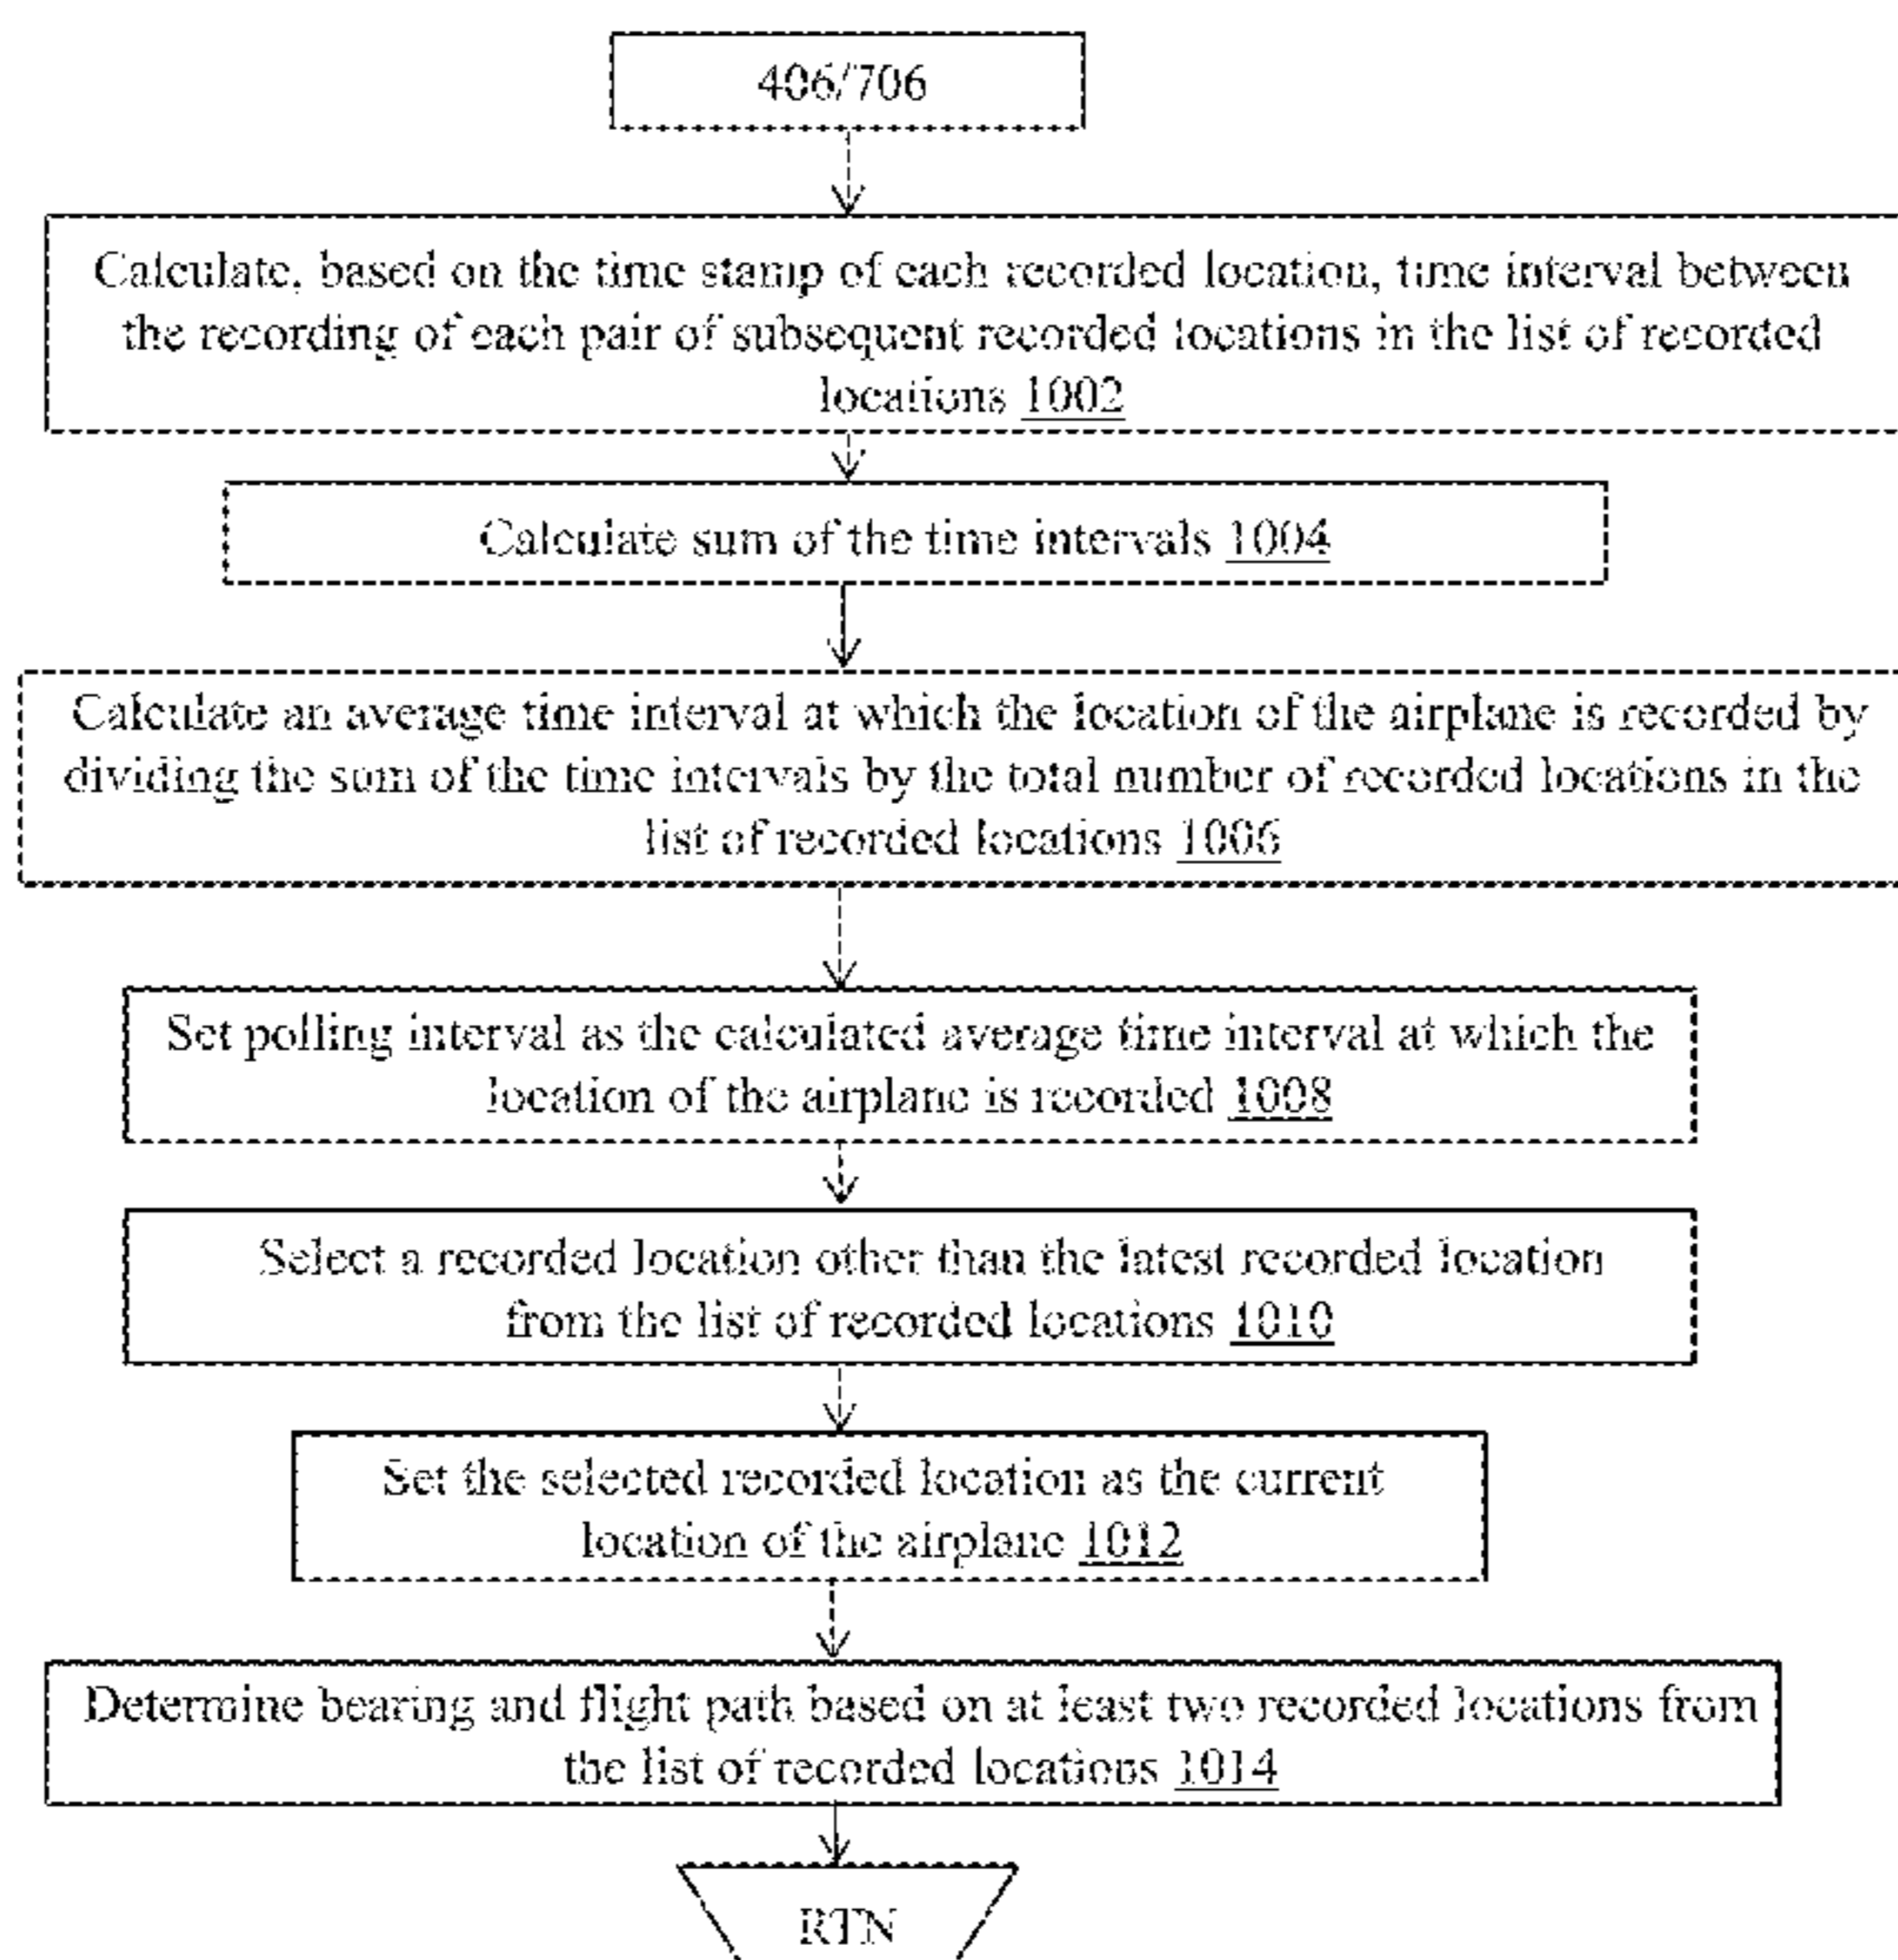 406/706
Calculate, based on the time stamp of each recorded location, time interval between
the recording of each pair of subsequent recorded locations in the list of recorded
locations 1002
Calculate sum of the time intervals 1004
Calculate an average time interval at which the location of the airplane is recorded by
dividing the sum of the time intervals by the total number of recorded locations in the
list of recorded locations 1006
Set polling interval as the calculated average time interval at which the
location of the airplane is recorded 1008
Select a recorded location other than the latest recorded location
from the list of recorded locations 1010
Set the selected recorded location as the current
location of the airplane 1012
Determine bearing and flight path based on at least two recorded locations from
the list of recorded locations 1014
RTN